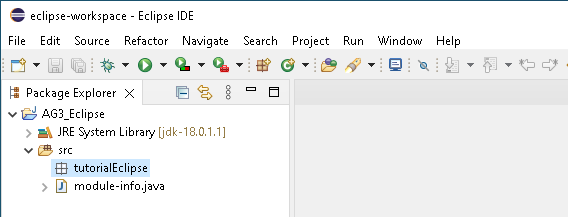 eclipse-workspace - Eclipse IDE
File Edit Source Refactor Navigate Search Project Run Window Help
Package Explorer
AG3_Eclipse
JRE System Library [jdk-18.0.1.1]
src
tutorialEclipse
module-info.java